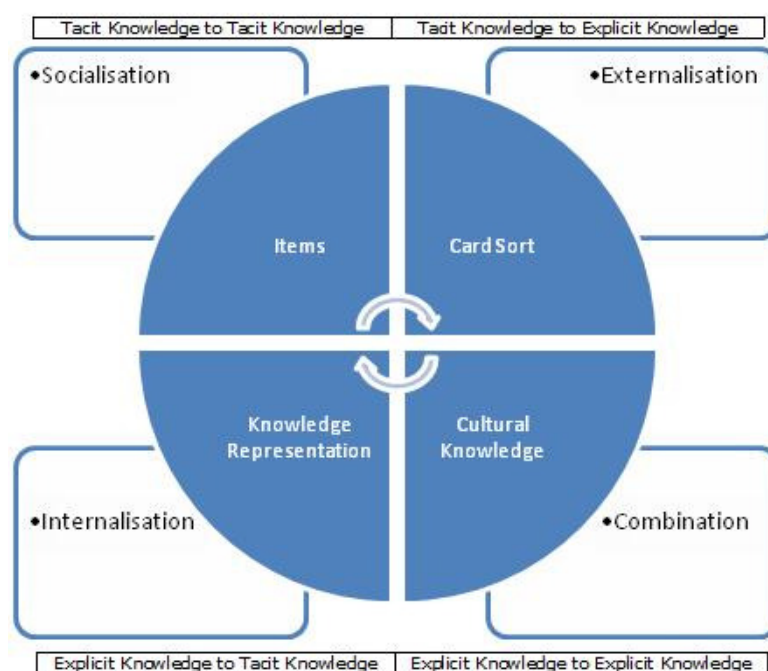 Tacit Knowledge to Tacit Knowledge
Tacit Knowledge to Explicit Knowledge
•Socialisation
•Externalisation
Items
Card Sort
Knowledge
Representation
Cultural
Knowledge
•Internalisation
•Combination
Explicit Knowledge to Tacit Knowledge
Explicit Knowledge to Explicit Knowledge